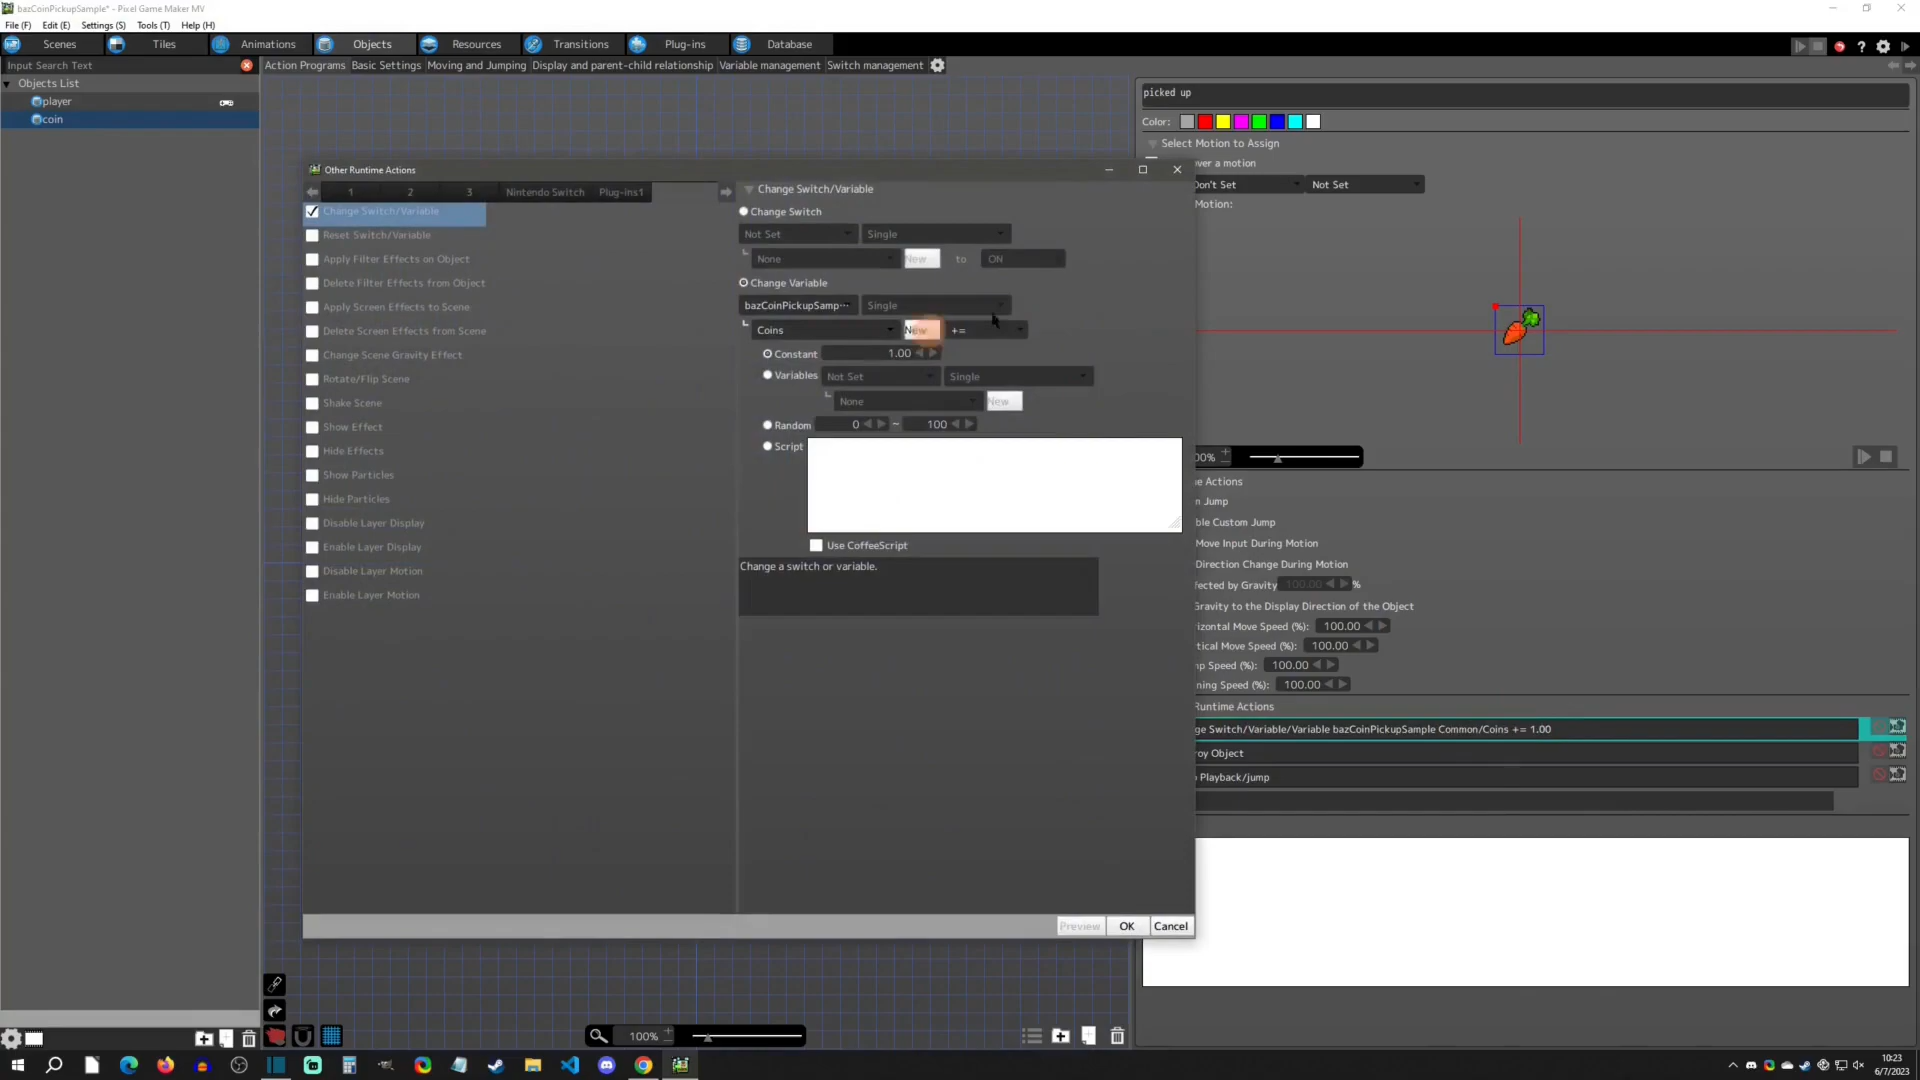 bazCoinPickupSample* - Pixel Game Maker MV
File (F) Edit (E) Settings (S) Tools (T) Help (H)
Scenes Tiles Animations Objects Resources Transitions Plug-ins Database
Input Search Text
Action Programs Basic Settings Moving and Jumping Display and parent-child relationship Variable management Switch management
Objects List
player
coin
picked up
Color:
Select Motion to Assign
over a motion
Don't Set Not Set
Motion:
Other Runtime Actions
1 2 3 Nintendo Switch Plug-ins1
Change Switch/Variable
Reset Switch/Variable
Apply Filter Effects on Object
Delete Filter Effects from Object
Apply Screen Effects to Scene
Delete Screen Effects from Scene
Change Scene Gravity Effect
Rotate/Flip Scene
Shake Scene
Show Effect
Hide Effects
Show Particles
Hide Particles
Disable Layer Display
Enable Layer Display
Disable Layer Motion
Enable Layer Motion
Change Switch/Variable
Change Switch
Not Set Single
None New to ON
Change Variable
bazCoinPickupSamp··· Single
Coins New +=
Constant 1.00
Variables Not Set Single
None New
Random 0 ~ 100
Script
Use CoffeeScript
Change a switch or variable.
Preview OK Cancel
00%
e Actions
n Jump
ble Custom Jump
Move Input During Motion
Direction Change During Motion
fected by Gravity 100.00 %
Gravity to the Display Direction of the Object
rizontal Move Speed (%): 100.00
tical Move Speed (%): 100.00
np Speed (%): 100.00
ning Speed (%): 100.00
Runtime Actions
ge Switch/Variable/Variable bazCoinPickupSample Common/Coins += 1.00
roy Object
Playback/jump
100%
10:23
6/7/2023